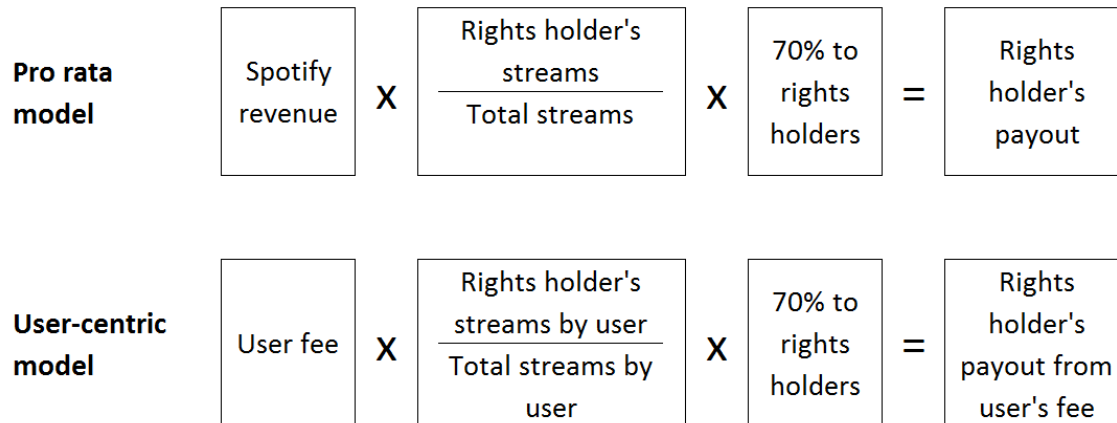 Pro rata
model
Spotify
revenue
X
Rights holder's
streams
Total streams
X
70% to
rights
holders
=
Rights
holder's
payout
User-centric
model
User fee
X
Rights holder's
streams by user
Total streams by
user
X
70% to
rights
holders
=
Rights
holder's
payout from
user's fee